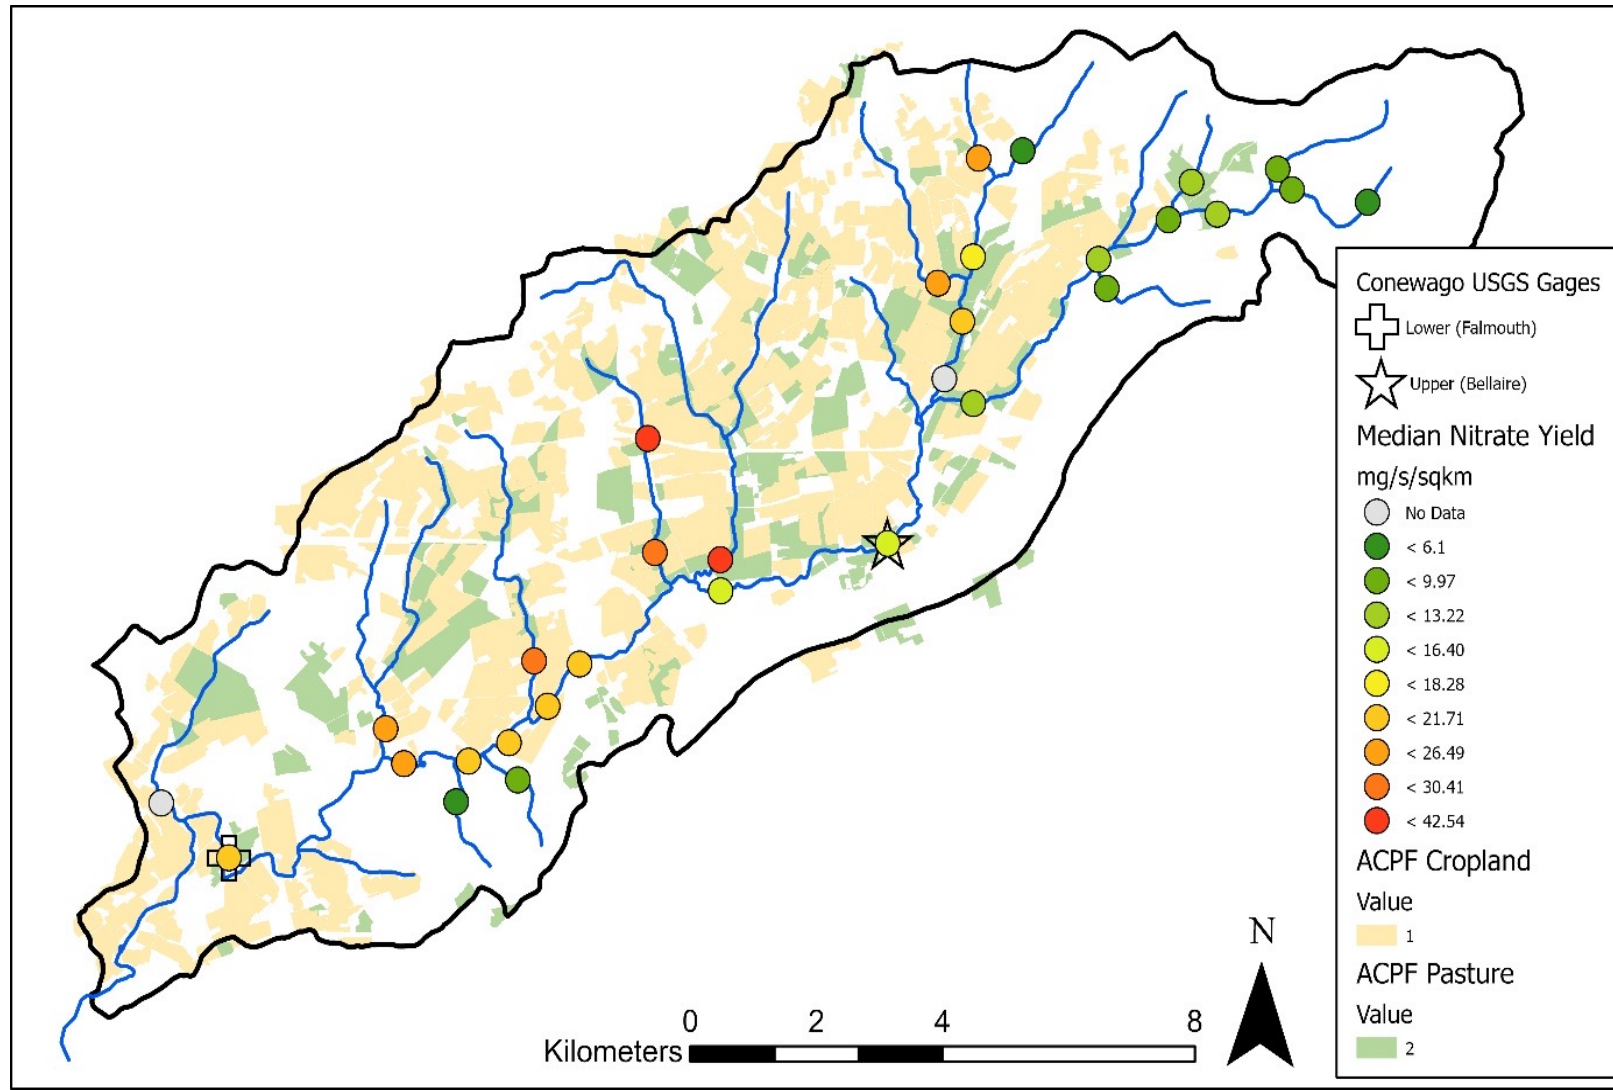 Conewago USGS Gages
Lower (Falmouth)
Upper (Bellaire)
Median Nitrate Yield
mg/s/sqkm
No Data
< 6.1
< 9.97
< 13.22
< 16.40
< 18.28
< 21.71
< 26.49
< 30.41
< 42.54
ACPF Cropland
Value
1
ACPF Pasture
Value
2
N
0 2 4 8
Kilometers